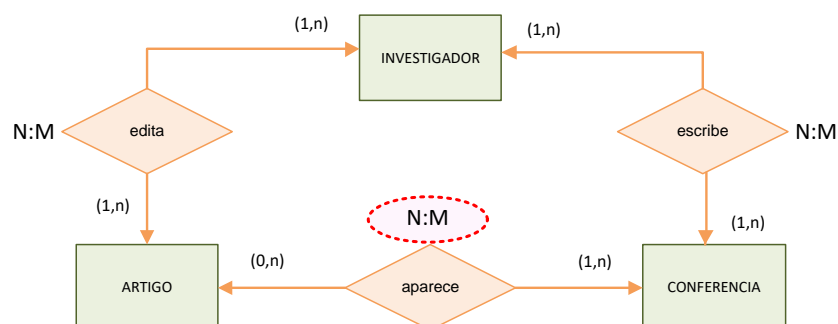 (1,n)
(1,n)
INVESTIGADOR
N:M
edita
escribe
N:M
(1,n)
N:M
(1,n)
ARTIGO
(0,n)
aparece
(1,n)
CONFERENCIA